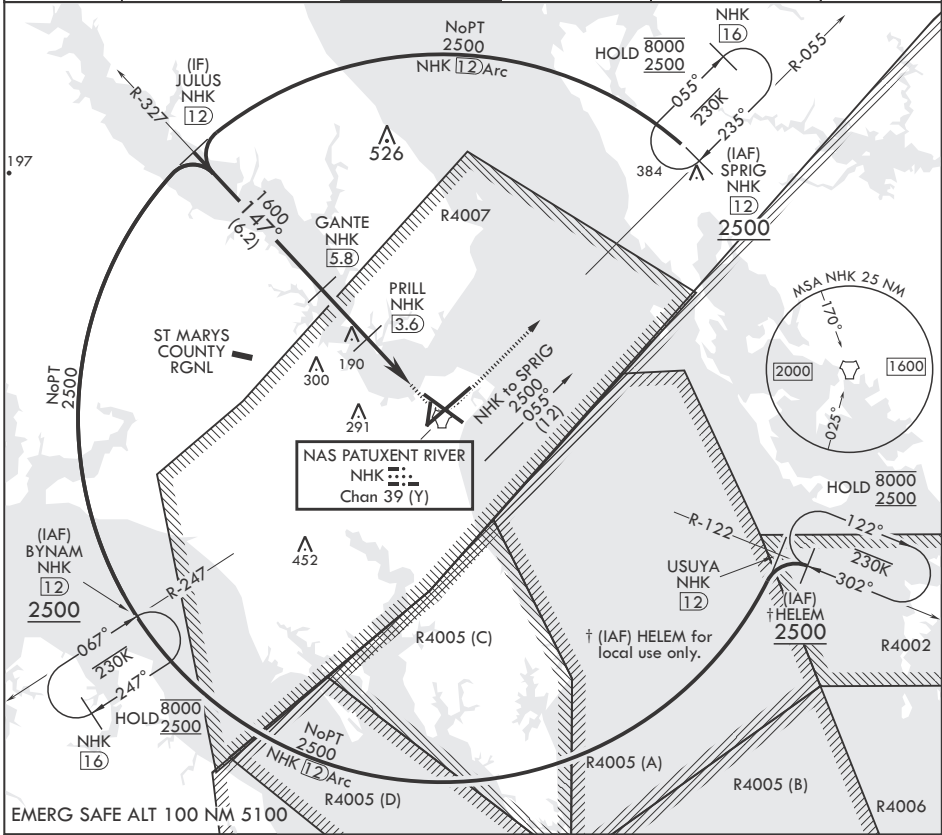 NoPT
2500
NHK 12 Arc
NHK
16
HOLD 8000
2500
R-055
055°
230K
235°
(IF)
JULUS
NHK
12
R-327
526
384
(IAF)
SPRIG
NHK
12
2500
197
1600
147°
(6.2)
GANTE
NHK
5.8
R4007
PRILL
NHK
3.6
MSA NHK 25 NM
170°
2000
1600
025°
ST MARYS
COUNTY
RGNL
190
300
291
NoPT
2500
NHK to SPRIG
2500
055°
(12)
NAS PATUXENT RIVER
NHK
Chan 39 (Y)
HOLD 8000
2500
452
R-122
122°
230K
302°
USUYA
NHK
12
(IAF)
†HELEM
2500
(IAF)
BYNAM
NHK
12
2500
R-247
067°
230K
247°
HOLD 8000
2500
NHK
16
R4005 (C)
† (IAF) HELEM for
local use only.
R4002
NoPT
2500
NHK 12 Arc
R4005 (A)
R4005 (D)
R4005 (B)
R4006
EMERG SAFE ALT 100 NM 5100